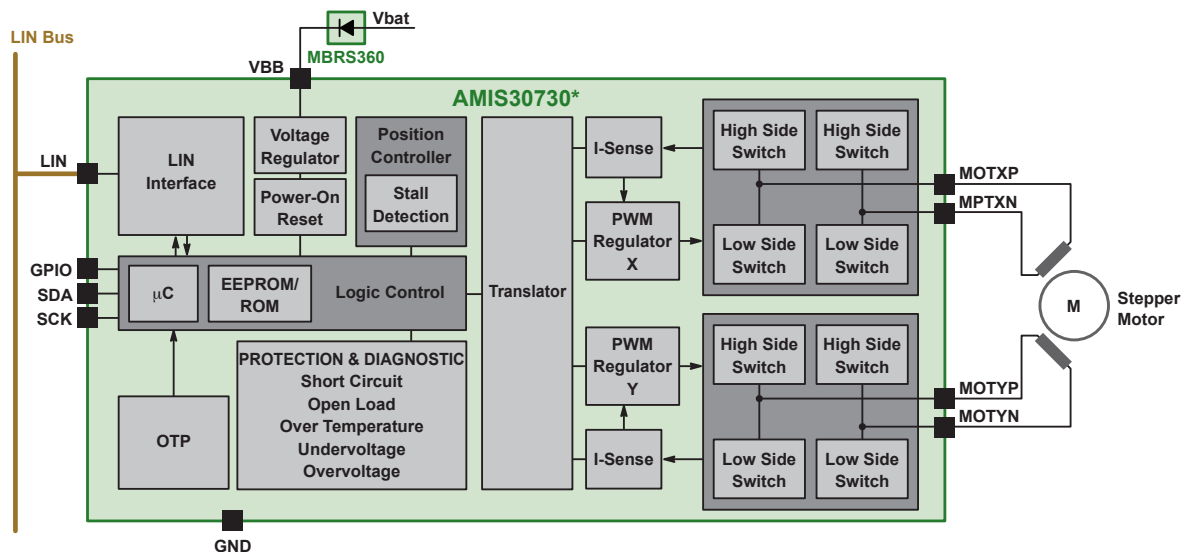 LIN Bus
Vbat
MBRS360
VBB
AMIS30730*
LIN
LIN
Interface
Voltage
Regulator
Power-On
Reset
Position
Controller
Stall
Detection
GPIO
SDA
SCK
µC
EEPROM/
ROM
Logic Control
OTP
PROTECTION & DIAGNOSTIC
Short Circuit
Open Load
Over Temperature
Undervoltage
Overvoltage
GND
Translator
I-Sense
PWM
Regulator
X
PWM
Regulator
Y
I-Sense
High Side
Switch
High Side
Switch
Low Side
Switch
Low Side
Switch
High Side
Switch
High Side
Switch
Low Side
Switch
Low Side
Switch
MOTXP
MPTXN
M
Stepper
Motor
MOTYP
MOTYN